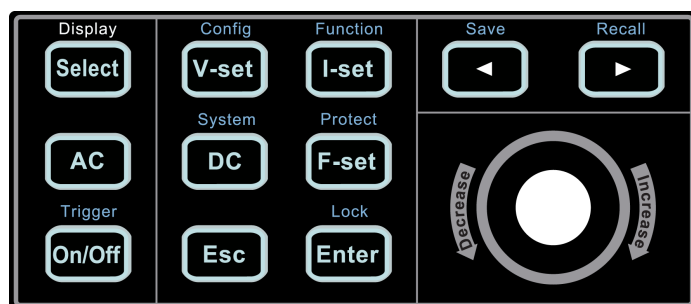 Display Config Function Save Recall
Select V-set I-set ◄ ►
System Protect
AC DC F-set
Trigger Lock
On/Off Esc Enter
Decrease Increase